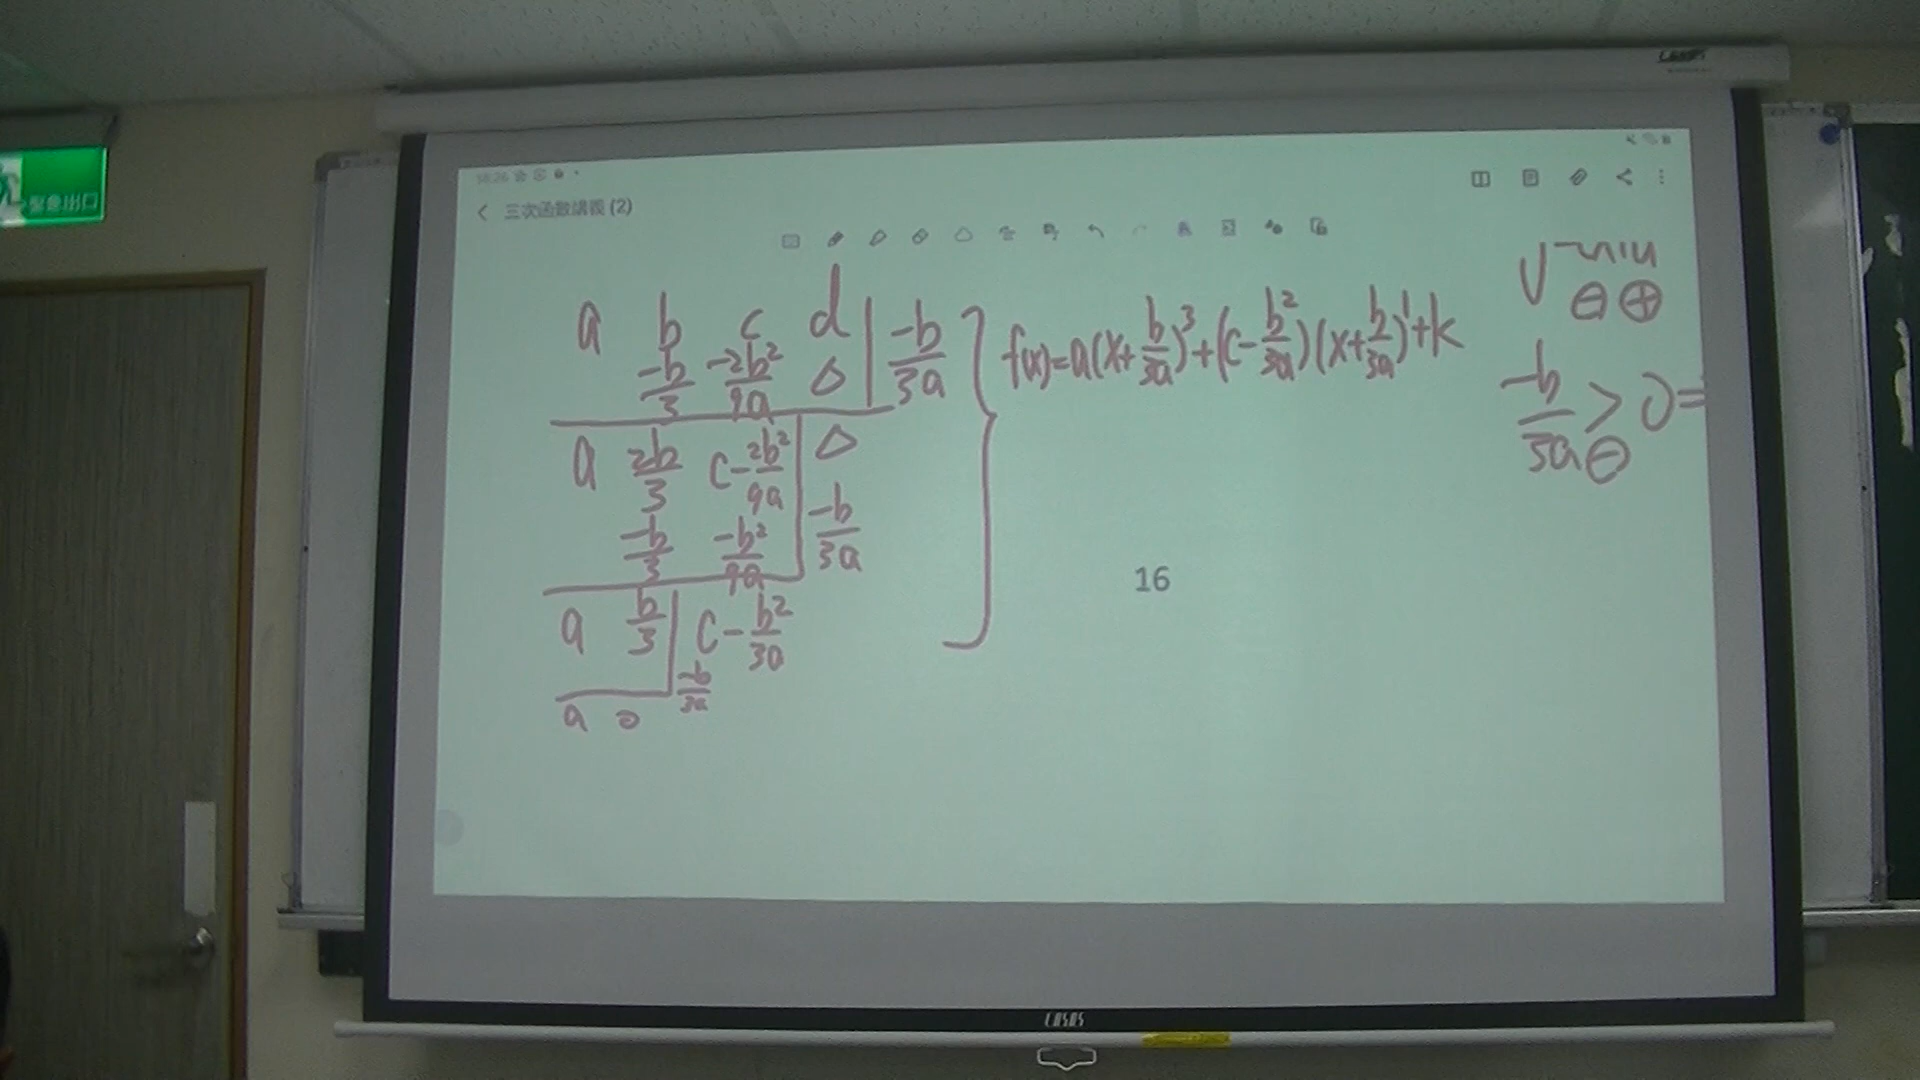 緊急出口
三次函數講義 (2)
a b c d | -b/3a
-b/3 -2b²/9a △
a 2b/3 c-2b²/9a △
-b/3 -b²/9a -b/3a
a b/3 c-b²/3a
-b/3a
a 0
f(x)=a(x+b/3a)³+(c-b²/3a)(x+b/3a)¹+k
⊖ ⊕
-b/3a > 0 =
⊖
16